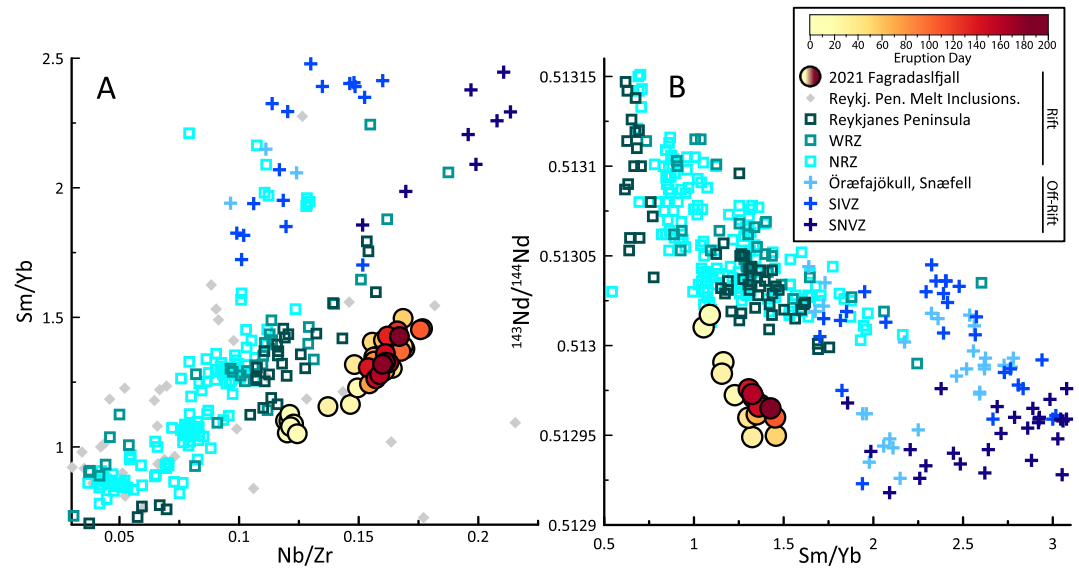 A
2.5
2
1.5
1
Sm/Yb
0.05
0.1
0.15
0.2
Nb/Zr
B
0.51315
0.5131
0.51305
0.513
0.51295
0.5129
143Nd/144Nd
0.5
1
1.5
2
2.5
3
Sm/Yb
0 20 40 60 80 100 120 140 160 180 200
Eruption Day
2021 Fagradaslfjall
Reykj. Pen. Melt Inclusions.
Reykjanes Peninsula
WRZ
NRZ
Öræfajökull, Snæfell
SIVZ
SNVZ
Rift
Off-Rift